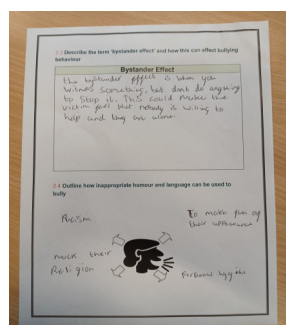 2.3 Describe the term 'bystander effect' and how this can affect bullying
behaviour
Bystander Effect
the bystander effects is when you
witness something, but dont do anything
to stop it. This could make the
victim feel that nobody is willing to
help and they are alone.
2.4 Outline how inappropriate humour and language can be used to
bully
Racism
To make fun of
their appearance
mock their
Religion
Personal hygiene